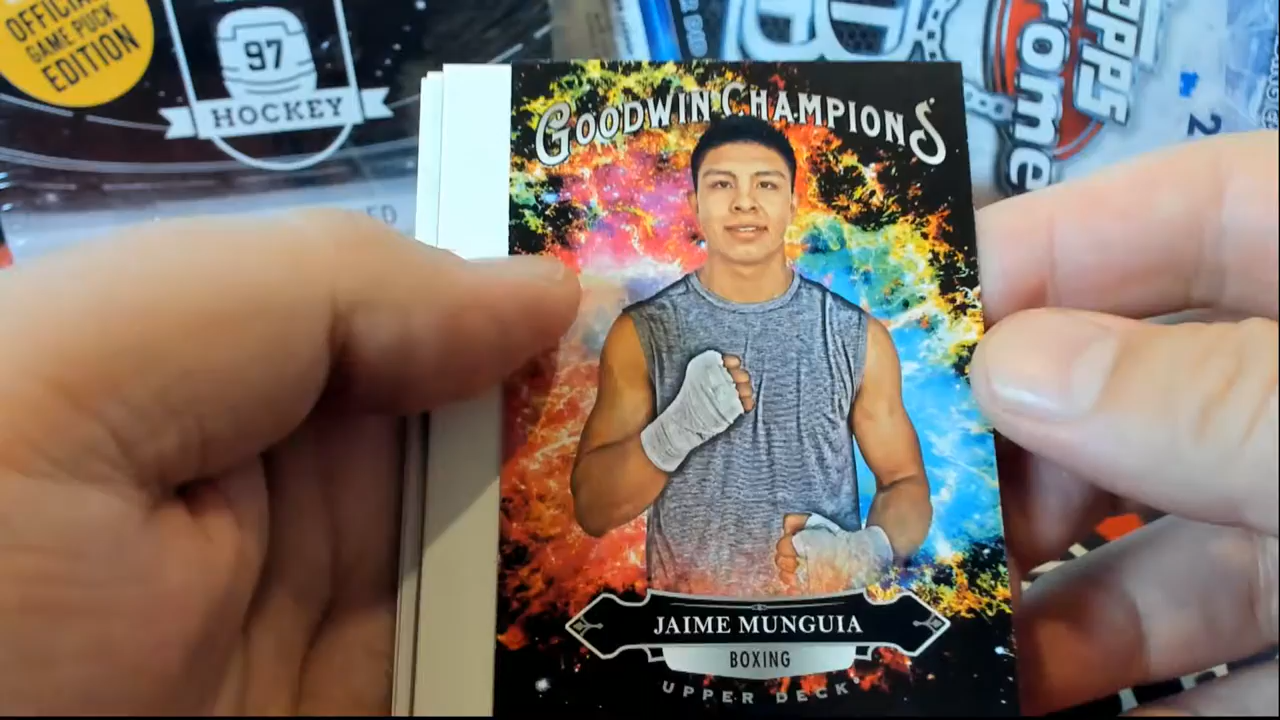 OFFICIAL
GAME PUCK
EDITION
97
HOCKEY
Topps
Chrome
GOODWIN CHAMPIONS
JAIME MUNGUIA
BOXING
UPPER DECK